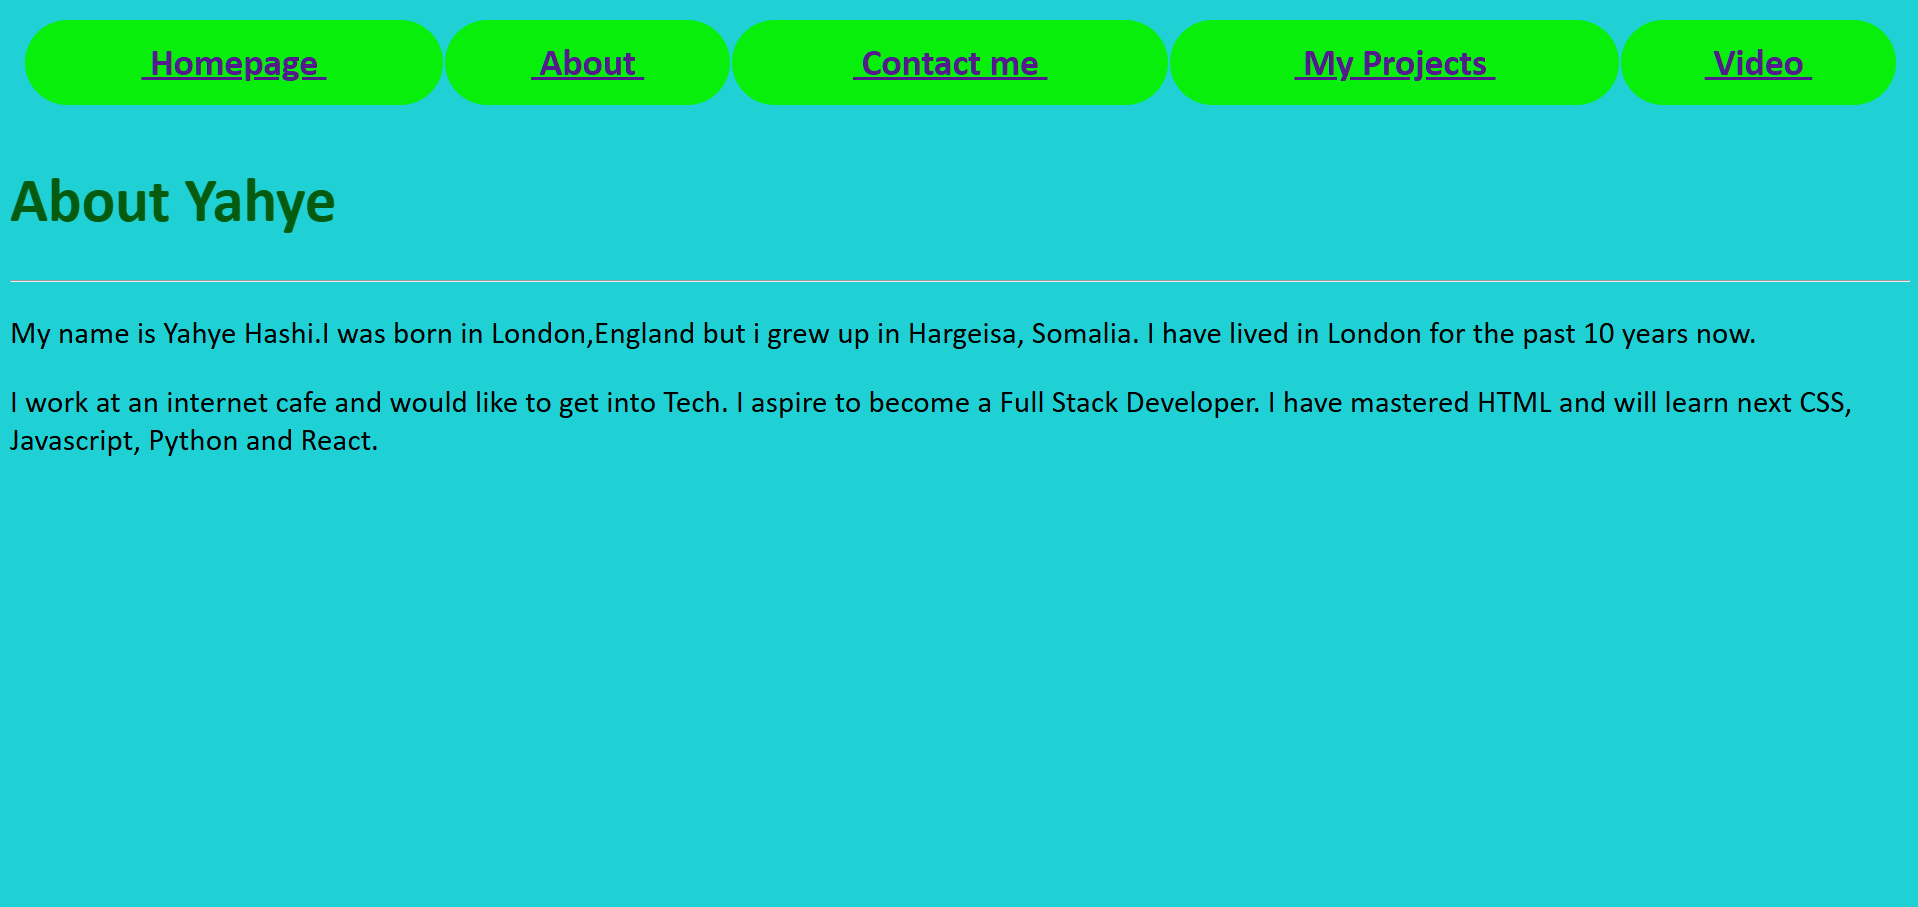 Homepage About Contact me My Projects Video
About Yahye
My name is Yahye Hashi.I was born in London,England but i grew up in Hargeisa, Somalia. I have lived in London for the past 10 years now.
I work at an internet cafe and would like to get into Tech. I aspire to become a Full Stack Developer. I have mastered HTML and will learn next CSS,
Javascript, Python and React.